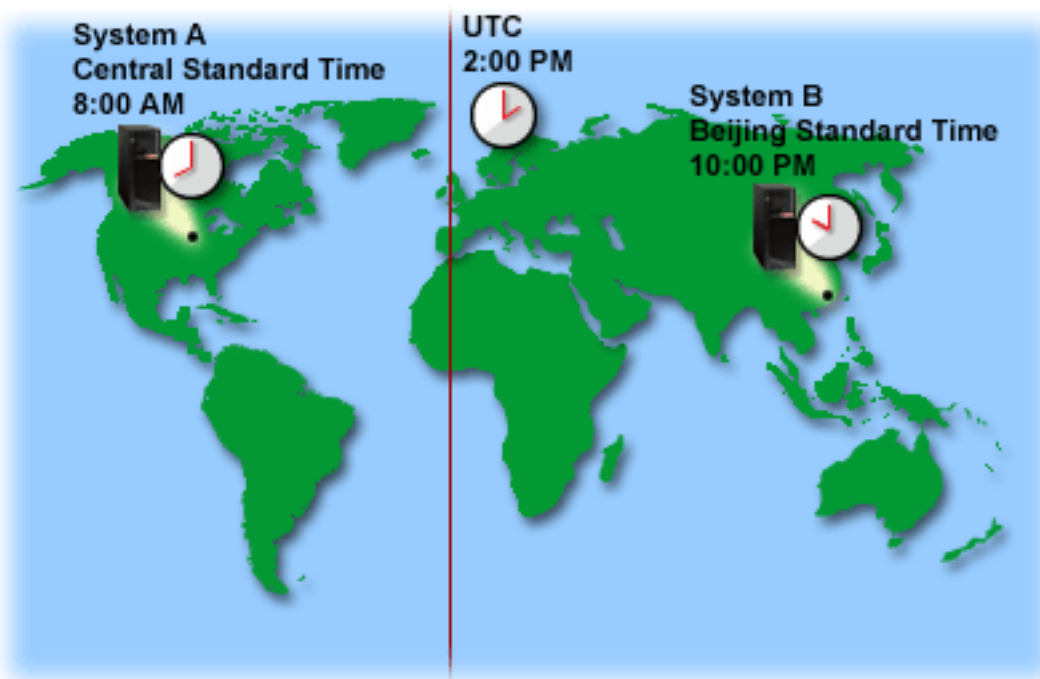 System A
Central Standard Time
8:00 AM
UTC
2:00 PM
System B
Beijing Standard Time
10:00 PM